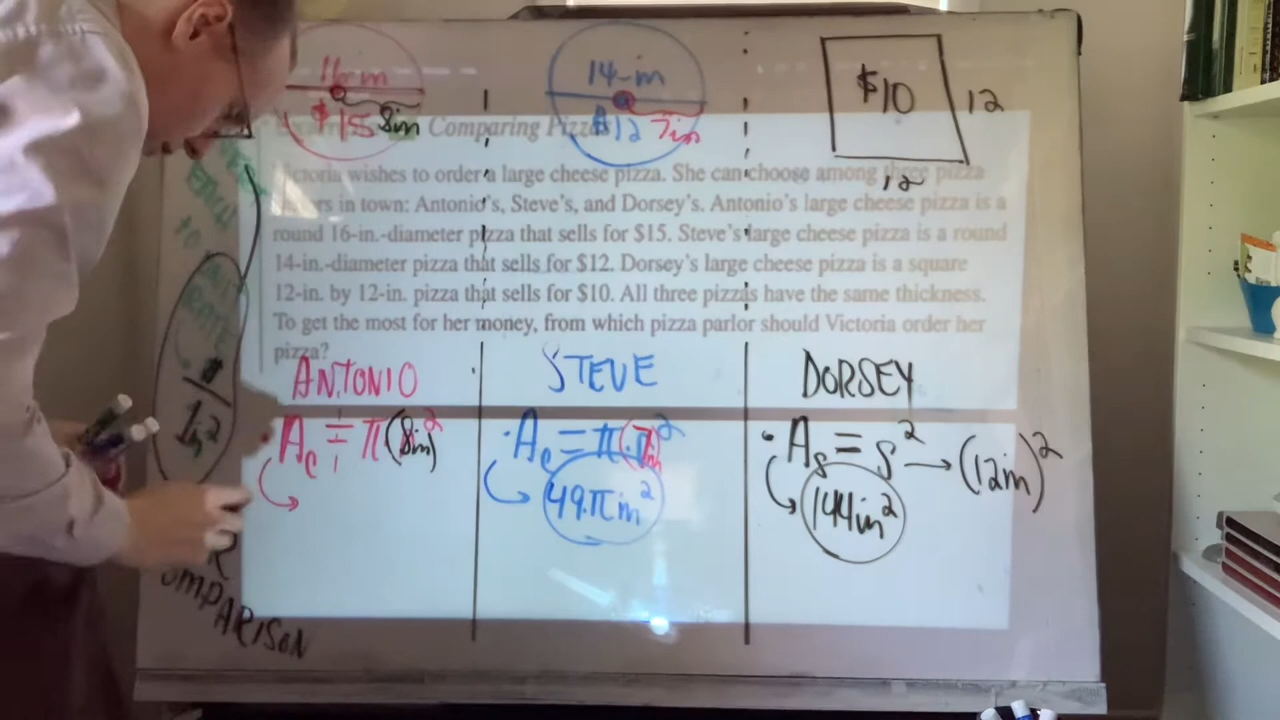 16-in
$15 8in
14-in
$12 7in
$10 12
12
Comparing
wishes to order a large cheese pizza. She can choose among three pizza
in town: Antonio's, Steve's, and Dorsey's. Antonio's large cheese pizza is a
round 16-in.-diameter pizza that sells for $15. Steve's large cheese pizza is a round
14-in.-diameter pizza that sells for $12. Dorsey's large cheese pizza is a square
12-in. by 12-in. pizza that sells for $10. All three pizzas have the same thickness.
To get the most for her money, from which pizza parlor should Victoria order her
pizza?
ANTONIO
STEVE
DORSEY
Ac = π(8in)²
Ac = π(7in)²
49πin²
As = s² → (12in)²
144in²
$
in²
COMPARISON